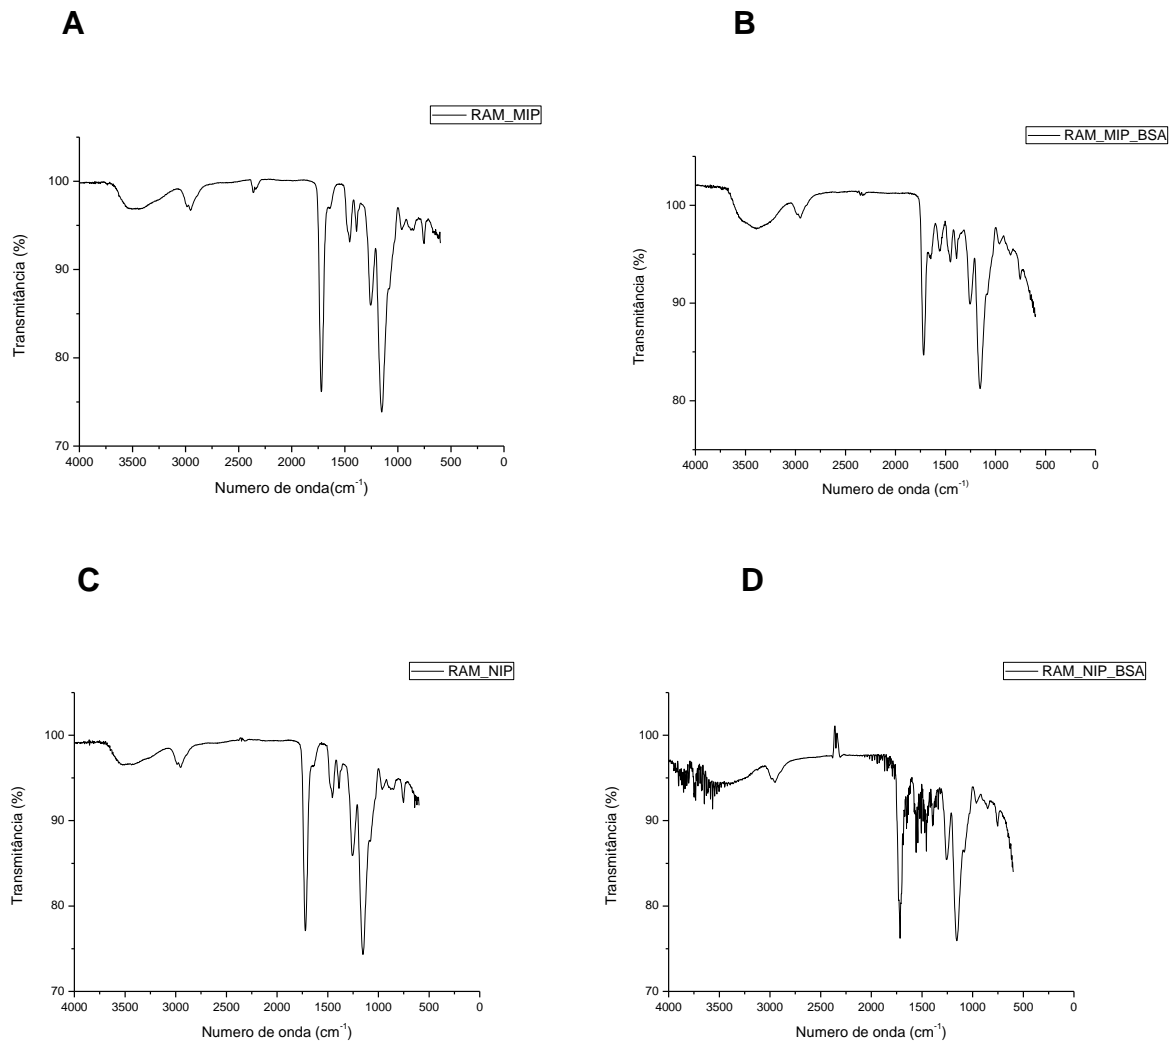 A
B
RAM_MIP
100
90
80
70
4000 3500 3000 2500 2000 1500 1000 500 0
Transmitância (%)
Numero de onda(cm-1)
RAM_MIP_BSA
100
90
80
4000 3500 3000 2500 2000 1500 1000 500 0
Transmitância (%)
Numero de onda (cm-1)
C
D
RAM_NIP
100
90
80
70
4000 3500 3000 2500 2000 1500 1000 500 0
Transmitância (%)
Numero de onda (cm-1)
RAM_NIP_BSA
100
90
80
70
4000 3500 3000 2500 2000 1500 1000 500 0
Transmitância (%)
Numero de onda (cm-1)